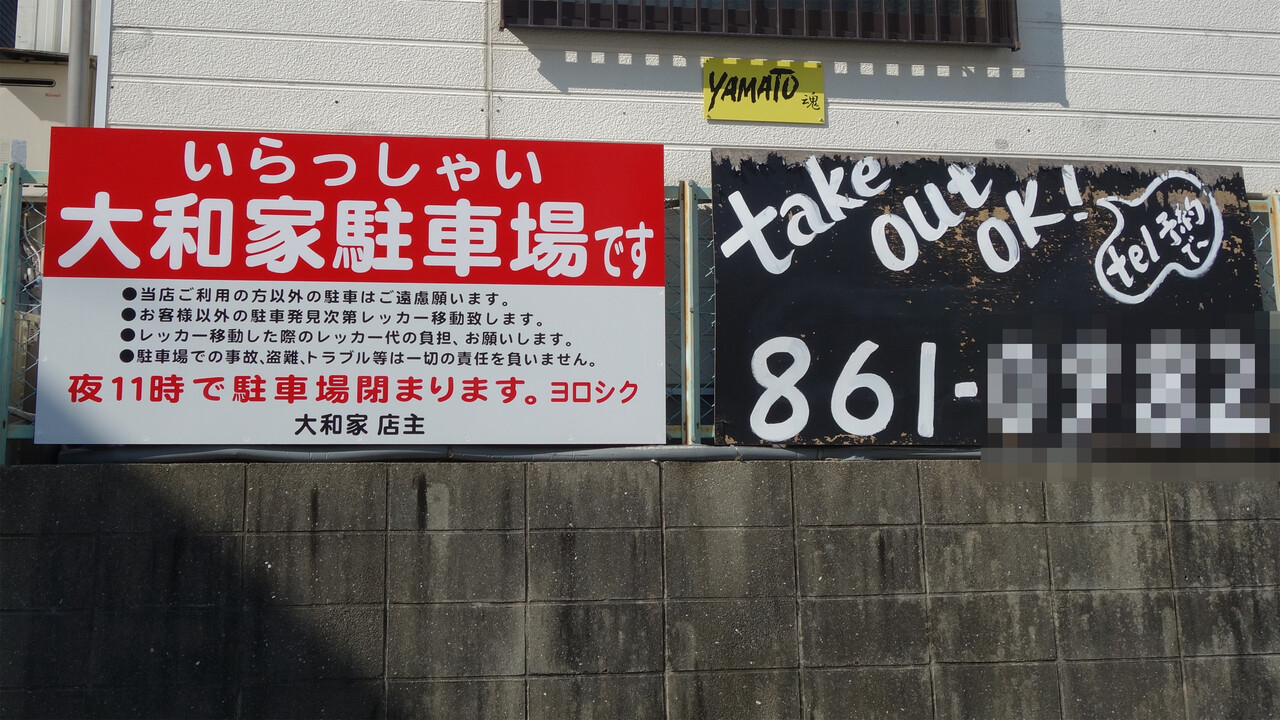 いらっしゃい
大和家駐車場です
●当店ご利用の方以外の駐車はご遠慮願います。
●お客様以外の駐車発見次第レッカー移動致します。
●レッカー移動した際のレッカー代の負担、お願いします。
●駐車場での事故、盗難、トラブル等は一切の責任を負いません。
夜11時で駐車場閉まります。ヨロシク
大和家 店主
YAMATO魂
take
out
OK!
tel予約
で
861-